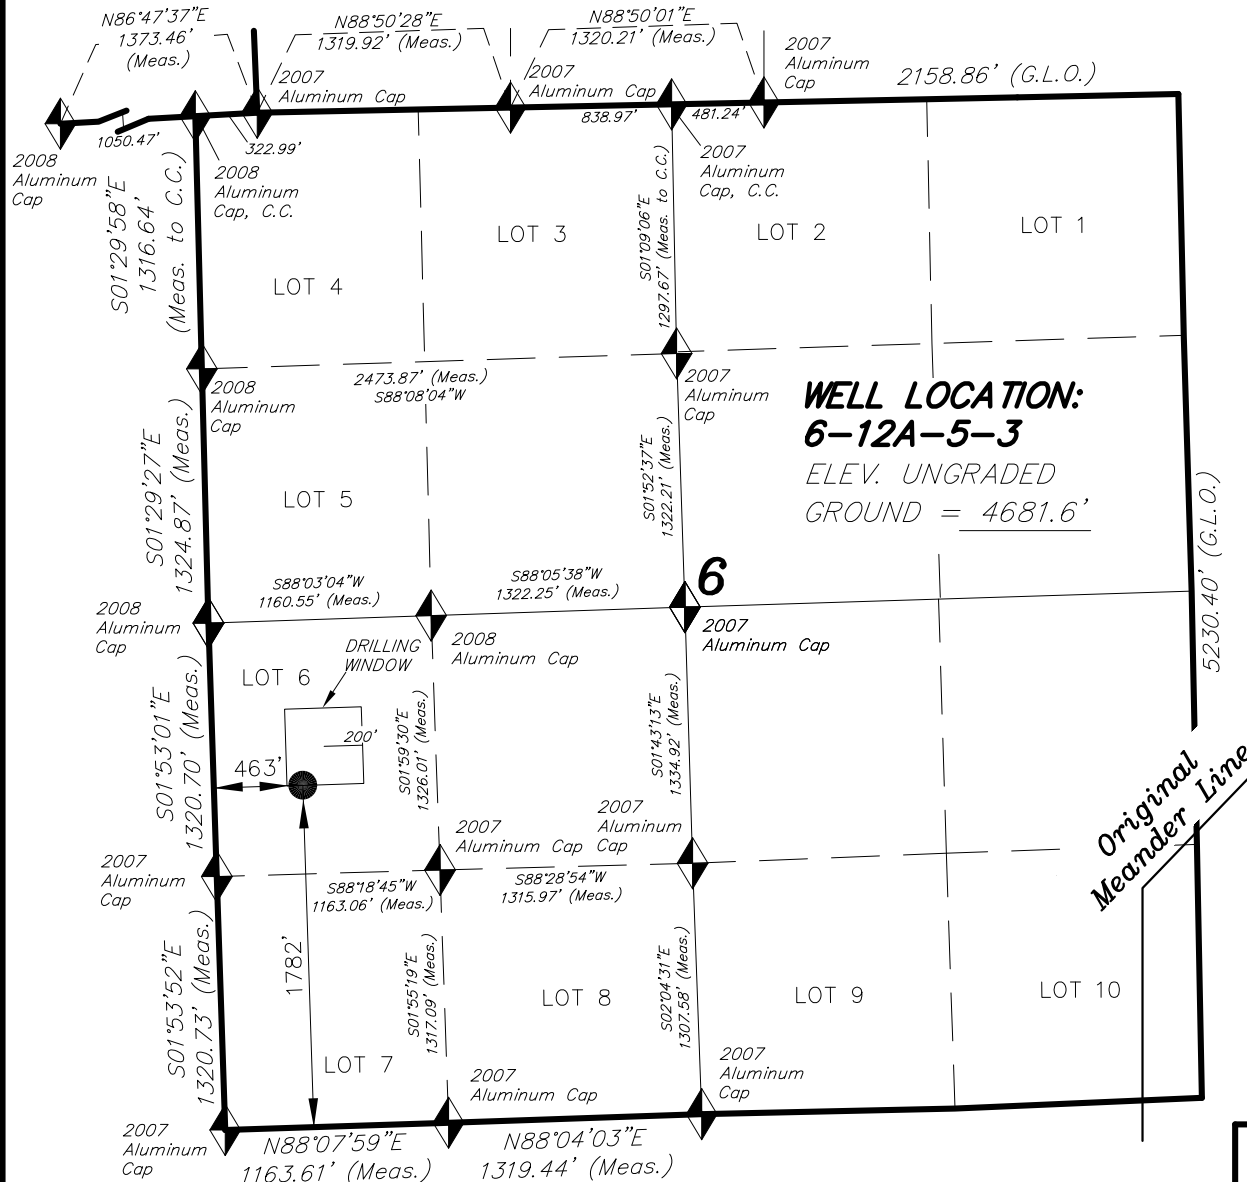 N86°47'37"E
1373.46'
(Meas.)
N88°50'28"E
1319.92' (Meas.)
N88°50'01"E
1320.21' (Meas.)
2007
Aluminum
Cap
2158.86' (G.L.O.)
2007
Aluminum Cap
2007
Aluminum Cap
838.97'
481.24'
1050.47'
322.99'
2008
Aluminum
Cap
2008
Aluminum
Cap, C.C.
2007
Aluminum
Cap, C.C.
S01°29'58"E
1316.64'
(Meas. to C.C.)
LOT 4
LOT 3
S01°09'06"E
1297.67' (Meas. to C.C.)
LOT 2
LOT 1
2473.87' (Meas.)
S88°08'04"W
2008
Aluminum
Cap
2007
Aluminum
Cap
WELL LOCATION:
6-12A-5-3
ELEV. UNGRADED
GROUND = 4681.6'
S01°29'27"E
1324.87' (Meas.)
LOT 5
S01°52'37"E
1322.21' (Meas.)
5230.40' (G.L.O.)
S88°03'04"W
1160.55' (Meas.)
S88°05'38"W
1322.25' (Meas.)
6
2008
Aluminum
Cap
2008
Aluminum Cap
2007
Aluminum Cap
DRILLING
WINDOW
LOT 6
200'
463'
S01°53'01"E
1320.70' (Meas.)
S01°59'30"E
1326.01' (Meas.)
S01°43'13"E
1334.92' (Meas.)
Original
Meander Line
2007
Aluminum Cap
2007
Aluminum
Cap
2007
Aluminum
Cap
S88°18'45"W
1163.06' (Meas.)
S88°28'54"W
1315.97' (Meas.)
S01°53'52"E
1320.73' (Meas.)
1782'
S01°55'19"E
1317.09' (Meas.)
LOT 8
S02°04'31"E
1307.58' (Meas.)
LOT 9
LOT 10
LOT 7
2007
Aluminum Cap
2007
Aluminum
Cap
2007
Aluminum
Cap
N88°07'59"E
1163.61' (Meas.)
N88°04'03"E
1319.44' (Meas.)